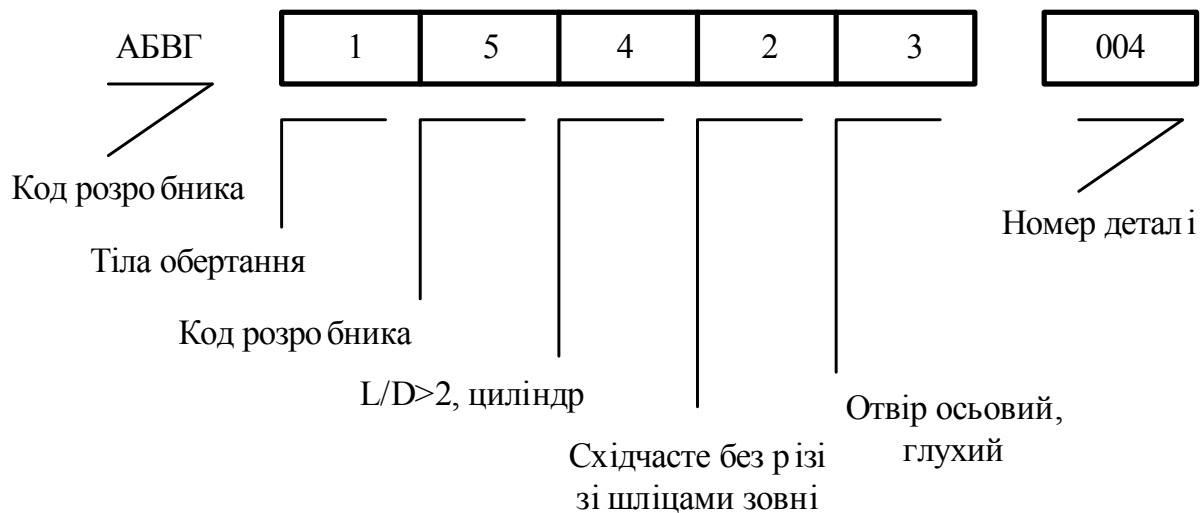 АБВГ 1 5 4 2 3 004
Код розробника
Номер деталі
Тіла обертання
Код розробника
L/D>2, циліндр
Отвір осьовий,
глухий
Східчасте без різі
зі шліцами зовні